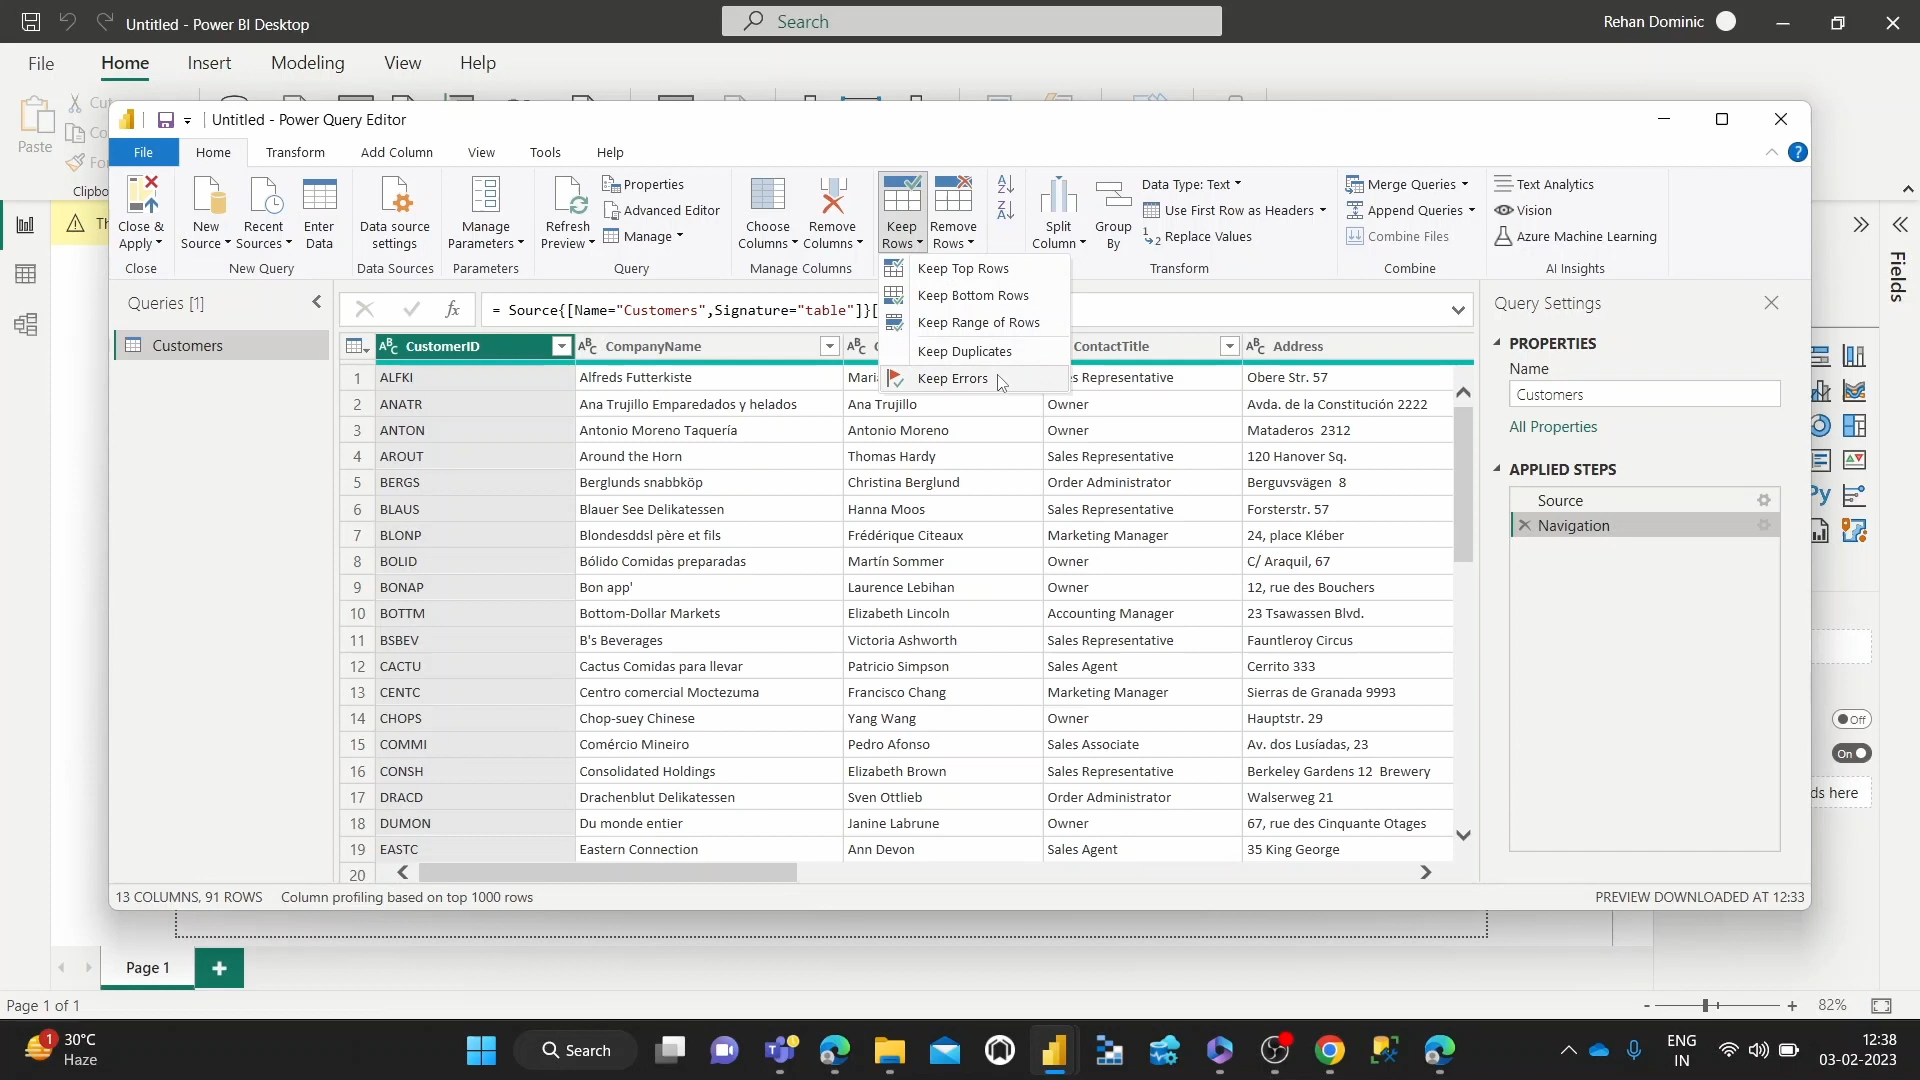 Untitled - Power BI Desktop
Search
Rehan Dominic
File Home Insert Modeling View Help
Paste
Clipbo
Untitled - Power Query Editor
File Home Transform Add Column View Tools Help
Close & Apply
New Source
Recent Sources
Enter Data
Data source settings
Manage Parameters
Refresh Preview
Properties
Advanced Editor
Manage
Choose Columns
Remove Columns
Keep Rows
Remove Rows
Split Column
Group By
Data Type: Text
Use First Row as Headers
Replace Values
Merge Queries
Append Queries
Combine Files
Text Analytics
Vision
Azure Machine Learning
Close New Query Data Sources Parameters Query Manage Columns Transform Combine AI Insights
Keep Top Rows
Keep Bottom Rows
Keep Range of Rows
Keep Duplicates
Keep Errors
Queries [1]
Customers
= Source{[Name="Customers",Signature="table"]}[
CustomerID CompanyName ContactTitle Address
1 ALFKI Alfreds Futterkiste Maria s Representative Obere Str. 57
2 ANATR Ana Trujillo Emparedados y helados Ana Trujillo Owner Avda. de la Constitución 2222
3 ANTON Antonio Moreno Taquería Antonio Moreno Owner Mataderos 2312
4 AROUT Around the Horn Thomas Hardy Sales Representative 120 Hanover Sq.
5 BERGS Berglunds snabbköp Christina Berglund Order Administrator Berguvsvägen 8
6 BLAUS Blauer See Delikatessen Hanna Moos Sales Representative Forsterstr. 57
7 BLONP Blondesddsl père et fils Frédérique Citeaux Marketing Manager 24, place Kléber
8 BOLID Bólido Comidas preparadas Martín Sommer Owner C/ Araquil, 67
9 BONAP Bon app' Laurence Lebihan Owner 12, rue des Bouchers
10 BOTTM Bottom-Dollar Markets Elizabeth Lincoln Accounting Manager 23 Tsawassen Blvd.
11 BSBEV B's Beverages Victoria Ashworth Sales Representative Fauntleroy Circus
12 CACTU Cactus Comidas para llevar Patricio Simpson Sales Agent Cerrito 333
13 CENTC Centro comercial Moctezuma Francisco Chang Marketing Manager Sierras de Granada 9993
14 CHOPS Chop-suey Chinese Yang Wang Owner Hauptstr. 29
15 COMMI Comércio Mineiro Pedro Afonso Sales Associate Av. dos Lusíadas, 23
16 CONSH Consolidated Holdings Elizabeth Brown Sales Representative Berkeley Gardens 12 Brewery
17 DRACD Drachenblut Delikatessen Sven Ottlieb Order Administrator Walserweg 21
18 DUMON Du monde entier Janine Labrune Owner 67, rue des Cinquante Otages
19 EASTC Eastern Connection Ann Devon Sales Agent 35 King George
20
Query Settings
PROPERTIES
Name
Customers
All Properties
APPLIED STEPS
Source
Navigation
Fields
Off
On
ds here
13 COLUMNS, 91 ROWS Column profiling based on top 1000 rows PREVIEW DOWNLOADED AT 12:33
Page 1
Page 1 of 1
82%
1
30°C
Haze
Search
ENG
IN
12:38
03-02-2023